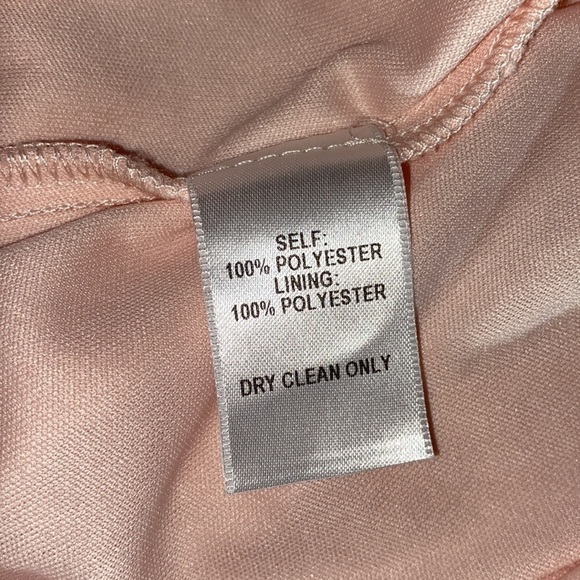 SELF:
100% POLYESTER
LINING:
100% POLYESTER
DRY CLEAN ONLY